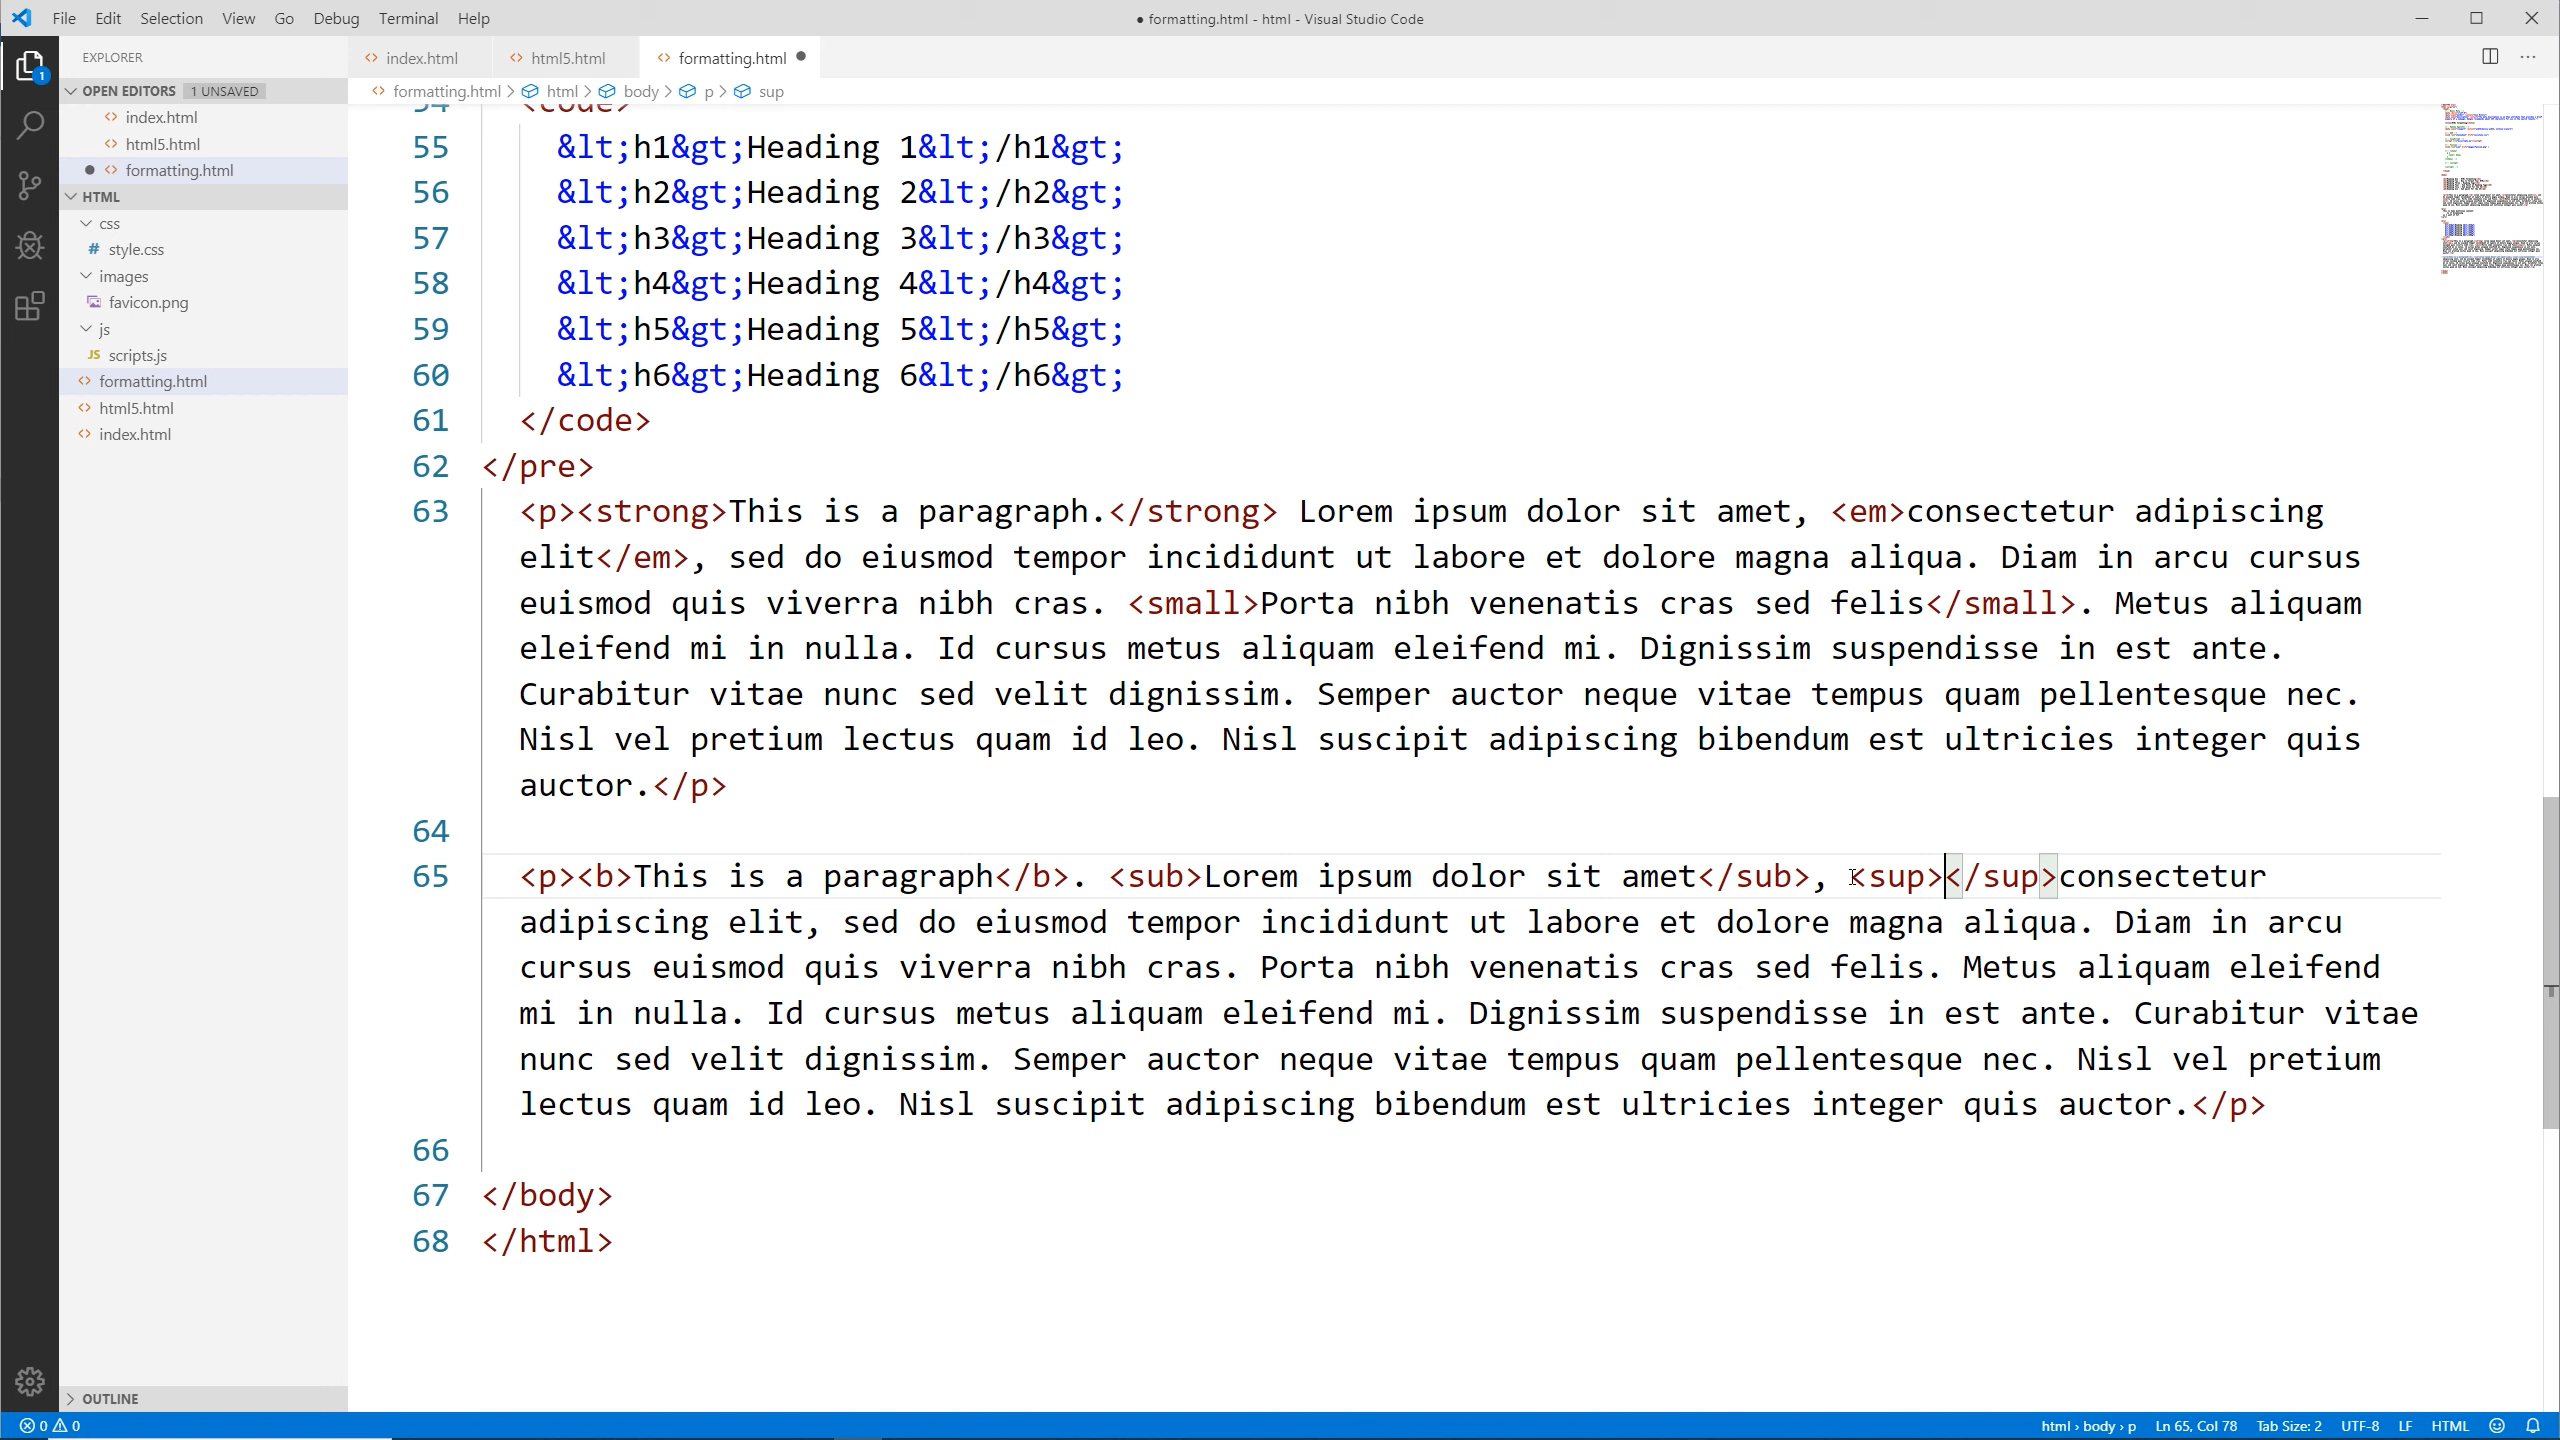 File Edit Selection View Go Debug Terminal Help
● formatting.html - html - Visual Studio Code
EXPLORER
OPEN EDITORS 1 UNSAVED
index.html
html5.html
formatting.html
HTML
css
# style.css
images
favicon.png
js
JS scripts.js
formatting.html
html5.html
index.html
OUTLINE
1
index.html html5.html formatting.html
formatting.html > html > body > p > sup
54 <code>
55 &lt;h1&gt;Heading 1&lt;/h1&gt;
56 &lt;h2&gt;Heading 2&lt;/h2&gt;
57 &lt;h3&gt;Heading 3&lt;/h3&gt;
58 &lt;h4&gt;Heading 4&lt;/h4&gt;
59 &lt;h5&gt;Heading 5&lt;/h5&gt;
60 &lt;h6&gt;Heading 6&lt;/h6&gt;
61 </code>
62 </pre>
63 <p><strong>This is a paragraph.</strong> Lorem ipsum dolor sit amet, <em>consectetur adipiscing
elit</em>, sed do eiusmod tempor incididunt ut labore et dolore magna aliqua. Diam in arcu cursus
euismod quis viverra nibh cras. <small>Porta nibh venenatis cras sed felis</small>. Metus aliquam
eleifend mi in nulla. Id cursus metus aliquam eleifend mi. Dignissim suspendisse in est ante.
Curabitur vitae nunc sed velit dignissim. Semper auctor neque vitae tempus quam pellentesque nec.
Nisl vel pretium lectus quam id leo. Nisl suscipit adipiscing bibendum est ultricies integer quis
auctor.</p>
64
65 <p><b>This is a paragraph</b>. <sub>Lorem ipsum dolor sit amet</sub>, <sup></sup>consectetur
adipiscing elit, sed do eiusmod tempor incididunt ut labore et dolore magna aliqua. Diam in arcu
cursus euismod quis viverra nibh cras. Porta nibh venenatis cras sed felis. Metus aliquam eleifend
mi in nulla. Id cursus metus aliquam eleifend mi. Dignissim suspendisse in est ante. Curabitur vitae
nunc sed velit dignissim. Semper auctor neque vitae tempus quam pellentesque nec. Nisl vel pretium
lectus quam id leo. Nisl suscipit adipiscing bibendum est ultricies integer quis auctor.</p>
66
67 </body>
68 </html>
0 0
html › body › p Ln 65, Col 78 Tab Size: 2 UTF-8 LF HTML